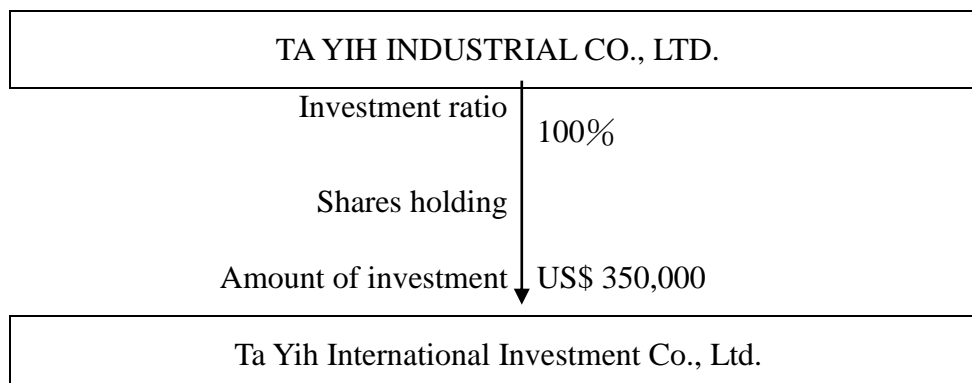 TA YIH INDUSTRIAL CO., LTD.
Investment ratio
100%
Shares holding
Amount of investment US$ 350,000
Ta Yih International Investment Co., Ltd.